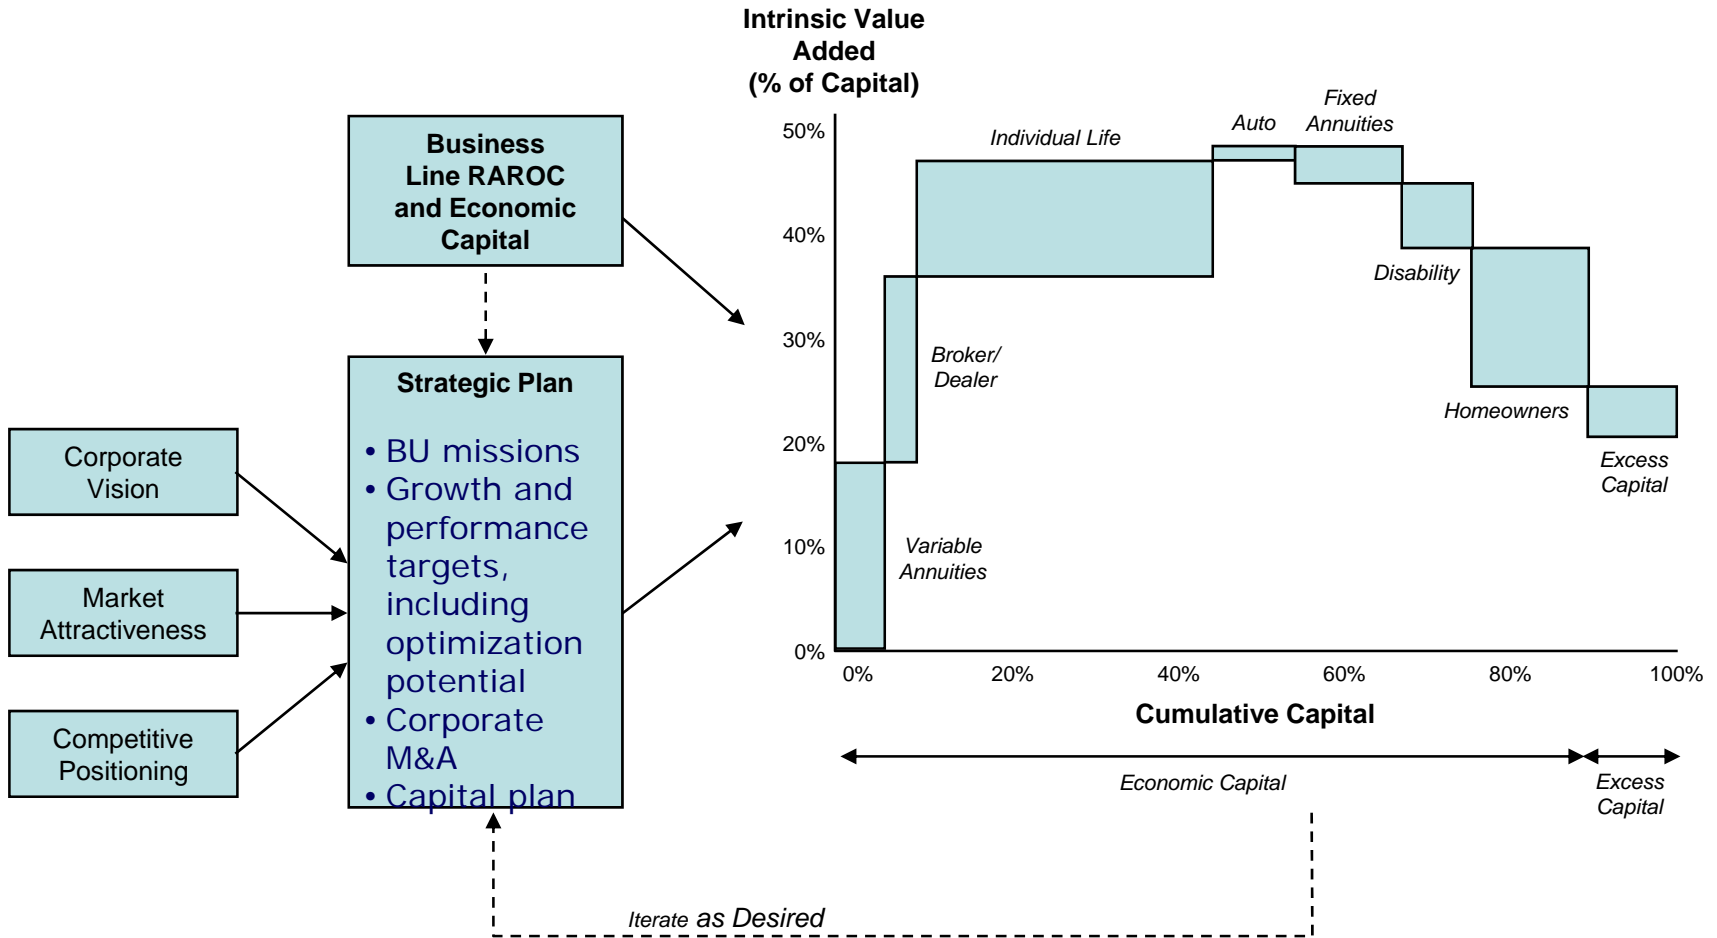 Intrinsic Value
Added
(% of Capital)
Business
Line RAROC
and Economic
Capital
Strategic Plan
• BU missions
• Growth and
performance
targets,
including
optimization
potential
• Corporate
M&A
• Capital plan
Corporate
Vision
Market
Attractiveness
Competitive
Positioning
50%
40%
30%
20%
10%
0%
Individual Life
Auto
Fixed
Annuities
Broker/
Dealer
Variable
Annuities
Disability
Homeowners
Excess
Capital
0%
20%
40%
60%
80%
100%
Cumulative Capital
Economic Capital
Excess
Capital
Iterate as Desired